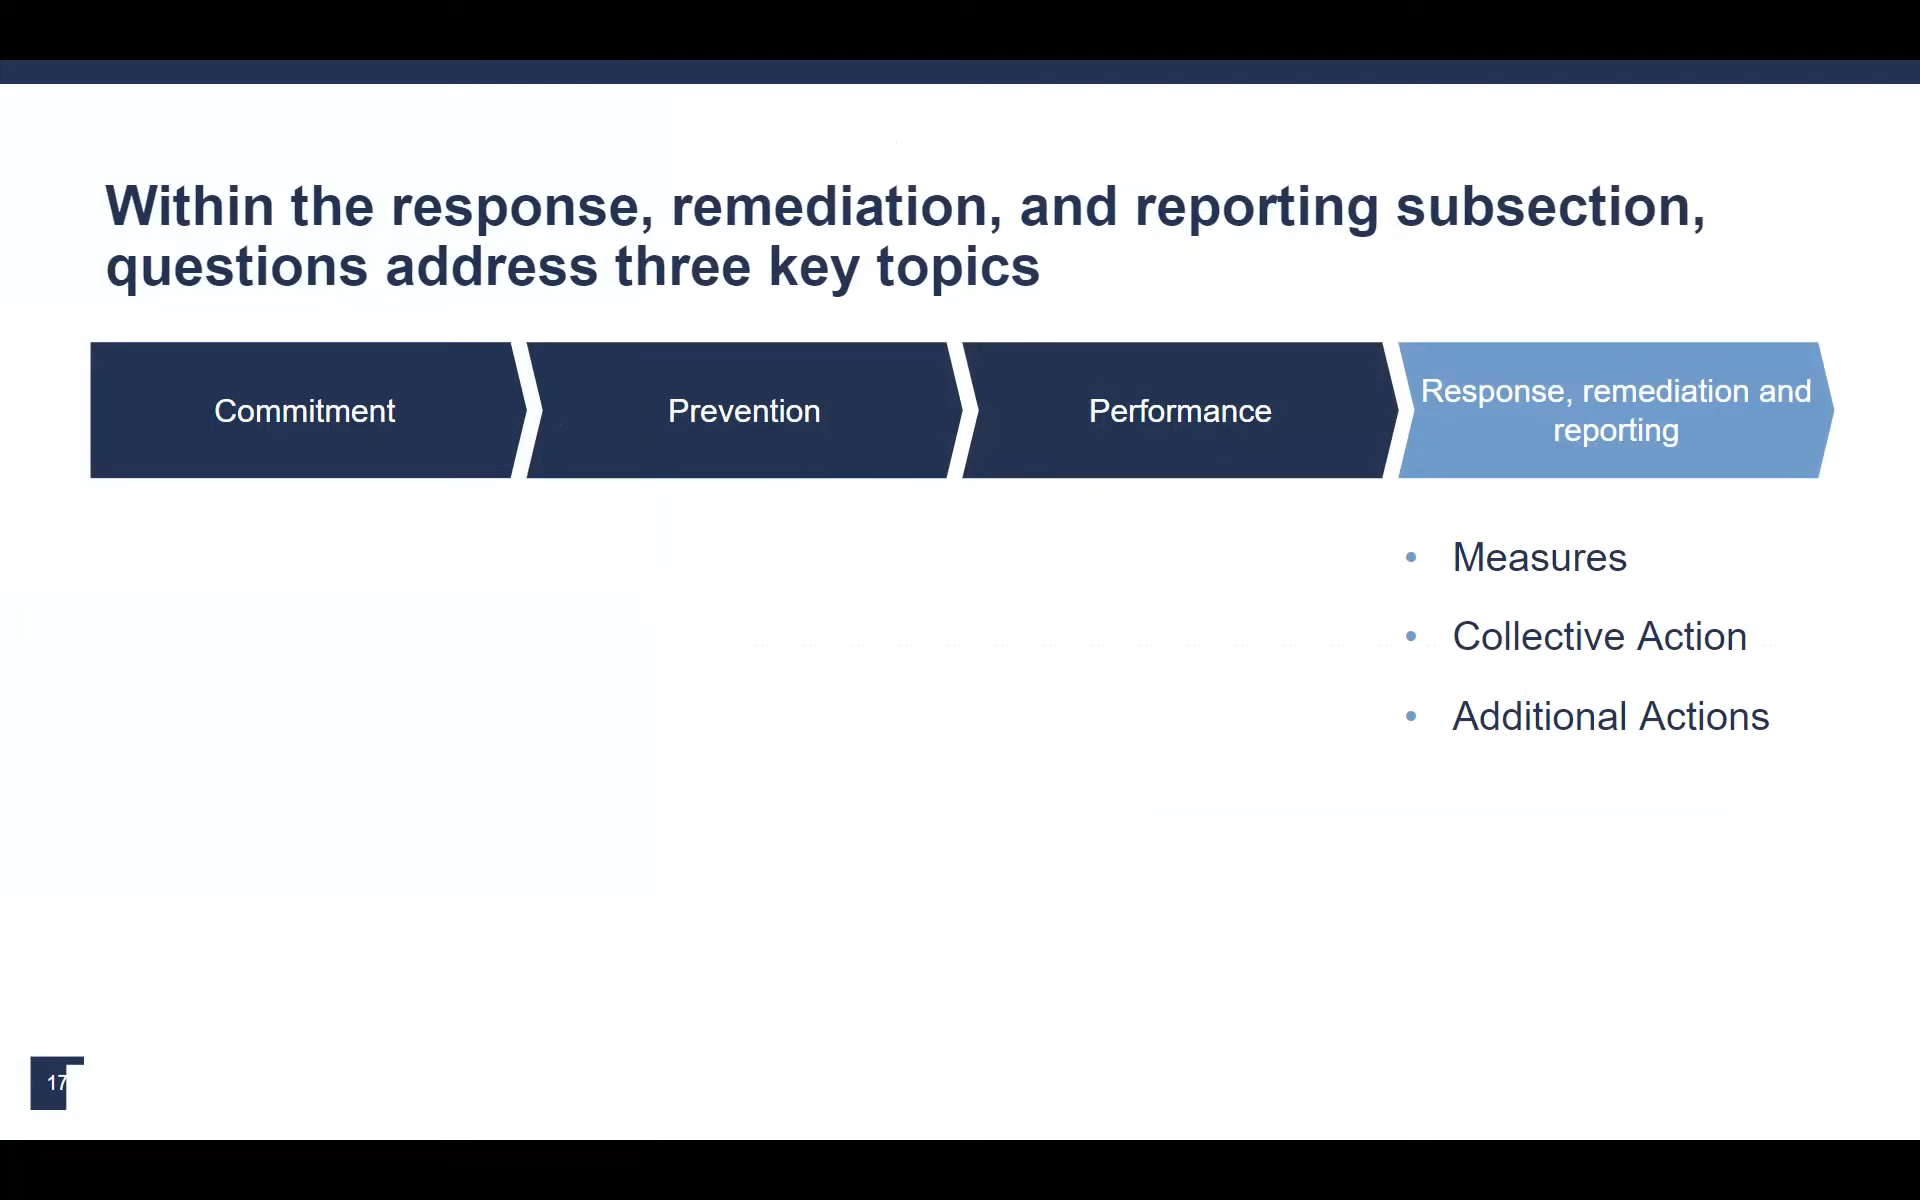 Within the response, remediation, and reporting subsection,
questions address three key topics
Commitment
Prevention
Performance
Response, remediation and
reporting
• Measures
• Collective Action
• Additional Actions
17